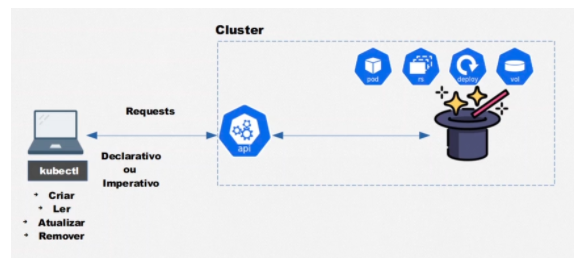 Cluster
pod
rs
deploy
vol
Requests
api
kubectl
Declarativo
ou
Imperativo
Criar
Ler
Atualizar
Remover